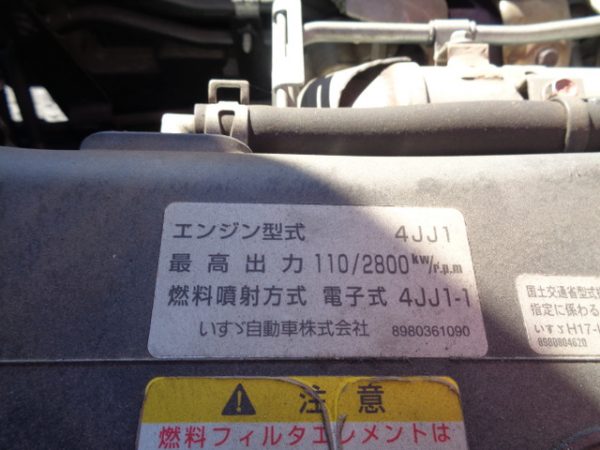 エンジン型式 4JJ1
最高出力 110/2800 kw/r.p.m
燃料噴射方式 電子式 4JJ1-1
いすゞ自動車株式会社 8980361090
国土交通省型式
指定に係わる
いすゞH17-
8980804620
⚠ 注意
燃料フィルタエレメントは